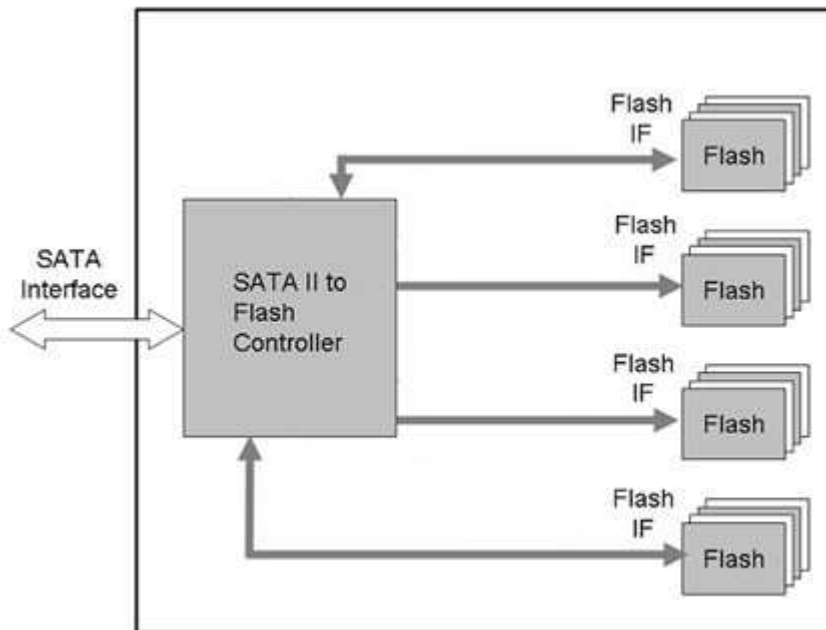 Flash
IF
Flash
SATA
Interface
SATA II to
Flash
Controller
Flash
IF
Flash
Flash
IF
Flash
Flash
IF
Flash